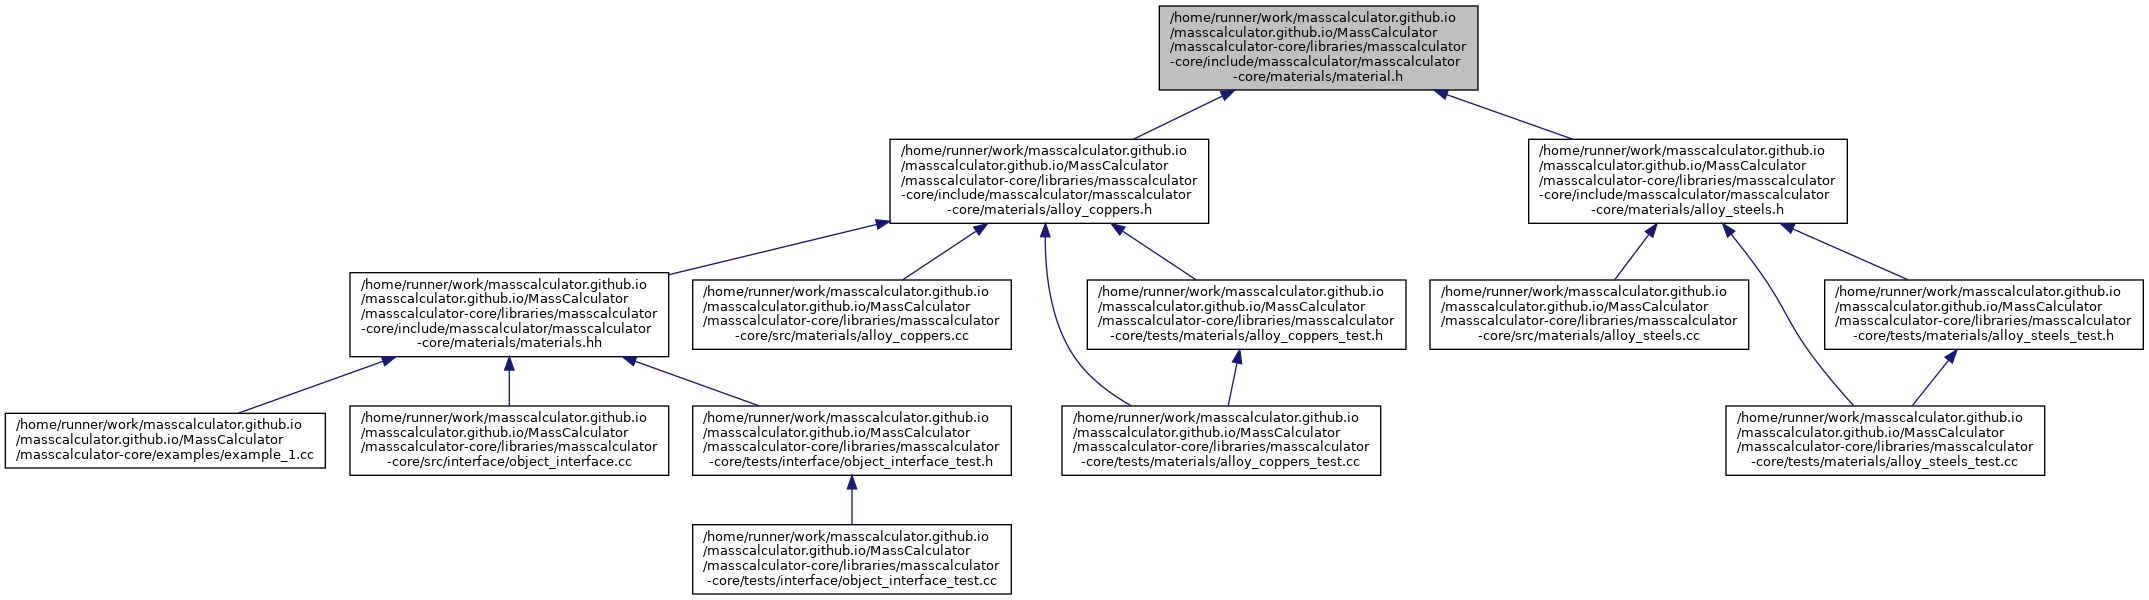 /home/runner/work/masscalculator.github.io
/masscalculator.github.io/MassCalculator
/masscalculator-core/libraries/masscalculator
-core/include/masscalculator/masscalculator
-core/materials/material.h
/home/runner/work/masscalculator.github.io
/masscalculator.github.io/MassCalculator
/masscalculator-core/libraries/masscalculator
-core/include/masscalculator/masscalculator
-core/materials/alloy_coppers.h
/home/runner/work/masscalculator.github.io
/masscalculator.github.io/MassCalculator
/masscalculator-core/libraries/masscalculator
-core/include/masscalculator/masscalculator
-core/materials/alloy_steels.h
/home/runner/work/masscalculator.github.io
/masscalculator.github.io/MassCalculator
/masscalculator-core/libraries/masscalculator
-core/include/masscalculator/masscalculator
-core/materials/materials.hh
/home/runner/work/masscalculator.github.io
/masscalculator.github.io/MassCalculator
/masscalculator-core/libraries/masscalculator
-core/src/materials/alloy_coppers.cc
/home/runner/work/masscalculator.github.io
/masscalculator.github.io/MassCalculator
/masscalculator-core/libraries/masscalculator
-core/tests/materials/alloy_coppers_test.h
/home/runner/work/masscalculator.github.io
/masscalculator.github.io/MassCalculator
/masscalculator-core/libraries/masscalculator
-core/src/materials/alloy_steels.cc
/home/runner/work/masscalculator.github.io
/masscalculator.github.io/MassCalculator
/masscalculator-core/libraries/masscalculator
-core/tests/materials/alloy_steels_test.h
/home/runner/work/masscalculator.github.io
/masscalculator.github.io/MassCalculator
/masscalculator-core/examples/example_1.cc
/home/runner/work/masscalculator.github.io
/masscalculator.github.io/MassCalculator
/masscalculator-core/libraries/masscalculator
-core/src/interface/object_interface.cc
/home/runner/work/masscalculator.github.io
/masscalculator.github.io/MassCalculator
/masscalculator-core/libraries/masscalculator
-core/tests/interface/object_interface_test.h
/home/runner/work/masscalculator.github.io
/masscalculator.github.io/MassCalculator
/masscalculator-core/libraries/masscalculator
-core/tests/materials/alloy_coppers_test.cc
/home/runner/work/masscalculator.github.io
/masscalculator.github.io/MassCalculator
/masscalculator-core/libraries/masscalculator
-core/tests/materials/alloy_steels_test.cc
/home/runner/work/masscalculator.github.io
/masscalculator.github.io/MassCalculator
/masscalculator-core/libraries/masscalculator
-core/tests/interface/object_interface_test.cc